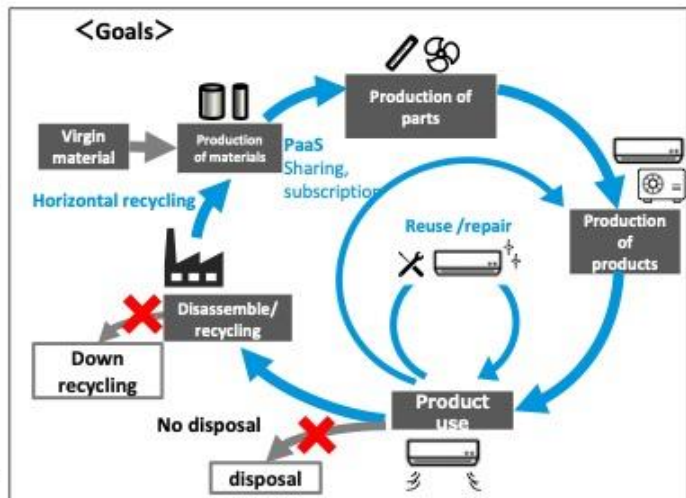 <Goals>
Production of
parts
Virgin
material
Production
of materials
PaaS
Sharing,
subscription
Horizontal recycling
Reuse /repair
Production
of
products
Disassemble/
recycling
Down
recycling
Product
use
No disposal
disposal